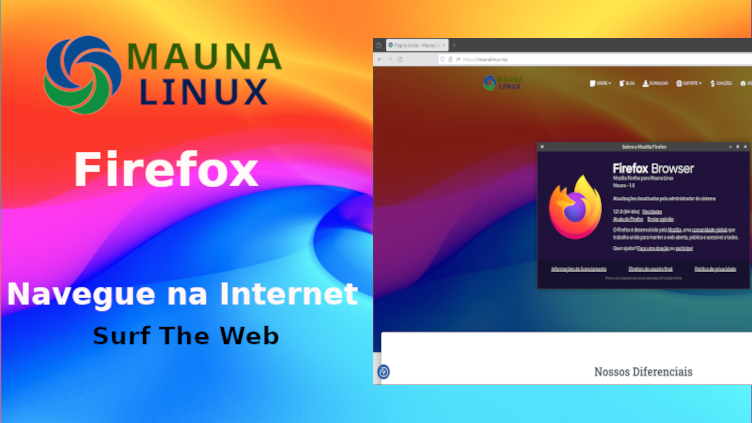 MAUNA
LINUX
Firefox
Navegue na Internet
Surf The Web
Página inicial - Mauna Li
https://maunalinux.top
MAUNA
LINUX
SOBRE
BLOG
DOWNLOAD
SUPORTE
DOAÇÕES
Sobre o Mozilla Firefox
Firefox Browser
Mozilla Firefox para Mauna Linux
Mauna - 1.0
Atualizações desativadas pelo administrador do sistema
(64-bits) Novidades
Ajuda do Firefox Enviar opinião
O Firefox é desenvolvido pela Mozilla, uma comunidade global que
trabalha unida para manter a web aberta, pública e acessível a todos.
Quer ajudar? Faça uma doação ou participe!
Informações de licenciamento Direitos do usuário final Política de privacidade
Nossos Diferenciais